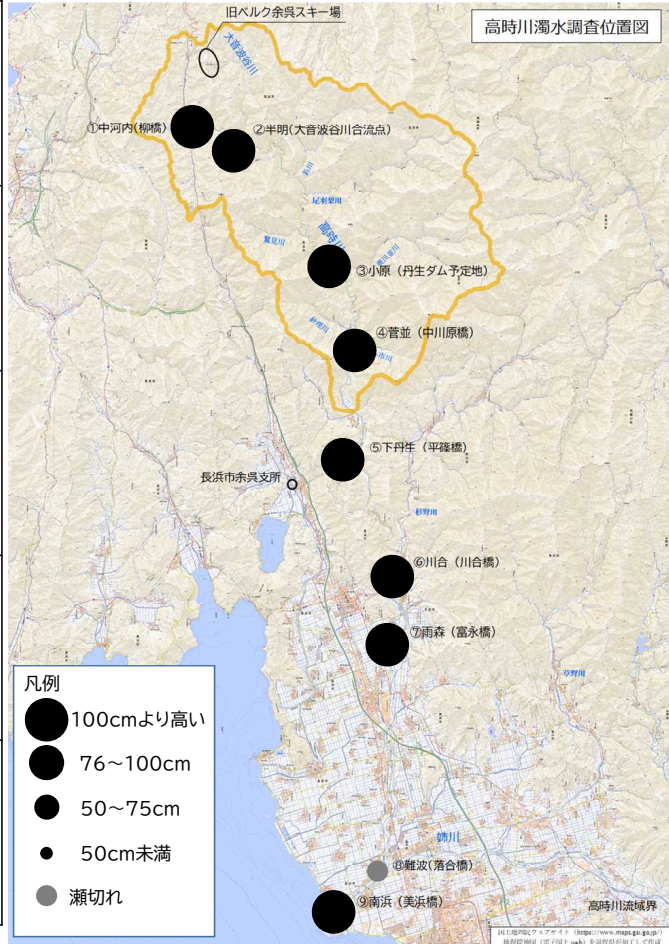 旧ベルク余呉スキー場
高時川濁水調査位置図
大音波谷川
①中河内(柳橋)
②半明(大音波谷川合流点)
尾羽梨川
鷲見川
高時川
③小原（丹生ダム予定地）
④菅並（中川原橋）
⑤下丹生（平篠橋）
長浜市余呉支所
杉野川
⑥川合（川合橋）
⑦雨森（富永橋）
草野川
凡例
100cmより高い
76～100cm
50～75cm
50cm未満
瀬切れ
姉川
⑧難波(落合橋)
⑨南浜（美浜橋）
高時川流域界
国土地理院ウェブサイト（https://www.maps.gsi.go.jp/）